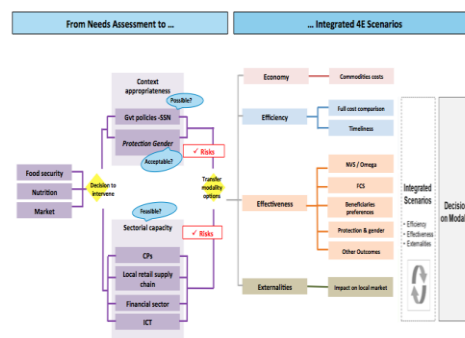 From Needs Assessment to ...
... Integrated 4E Scenarios
Context
appropriateness
Possible?
Gvt policies -SSN
Protection Gender
Acceptable?
✓ Risks
Food security
Nutrition
Market
Decision to
intervene
Transfer
modality
options
Feasible?
Sectorial capacity
✓ Risks
CPs
Local retail supply
chain
Financial sector
ICT
Economy
Commodities costs
Efficiency
Full cost comparison
Timeliness
Effectiveness
NVS / Omega
FCS
Beneficiaries
preferences
Protection & gender
Other Outcomes
Externalities
Impact on local market
Integrated
Scenarios
• Efficiency
• Effectiveness
• Externalities
Decision
on Modal